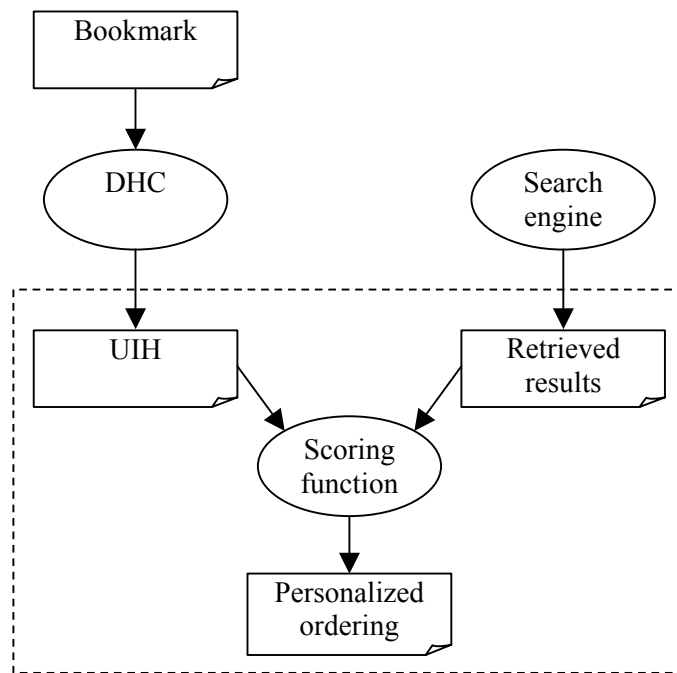 Bookmark
DHC
Search
engine
UIH
Retrieved
results
Scoring
function
Personalized
ordering